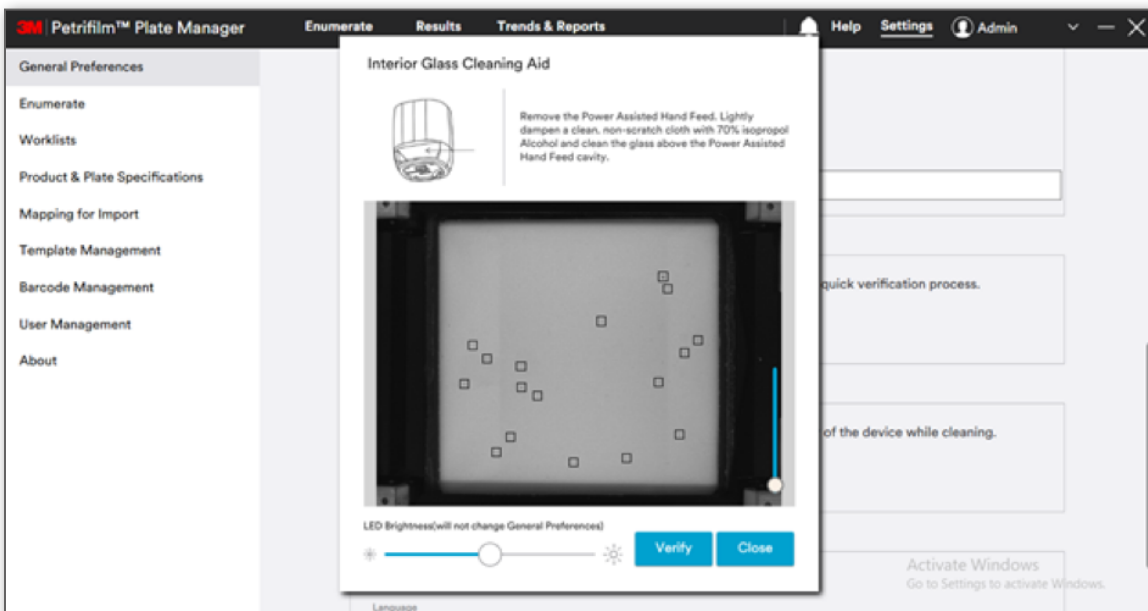 3M Petrifilm™ Plate Manager Enumerate Results Trends & Reports Help Settings Admin
General Preferences
Enumerate
Worklists
Product & Plate Specifications
Mapping for Import
Template Management
Barcode Management
User Management
About
Interior Glass Cleaning Aid
Remove the Power Assisted Hand Feed. Lightly
dampen a clean, non-scratch cloth with 70% isopropol
Alcohol and clean the glass above the Power Assisted
Hand Feed cavity.
LED Brightness(will not change General Preferences)
Verify Close
quick verification process.
of the device while cleaning.
Activate Windows
Go to Settings to activate Windows.
Language